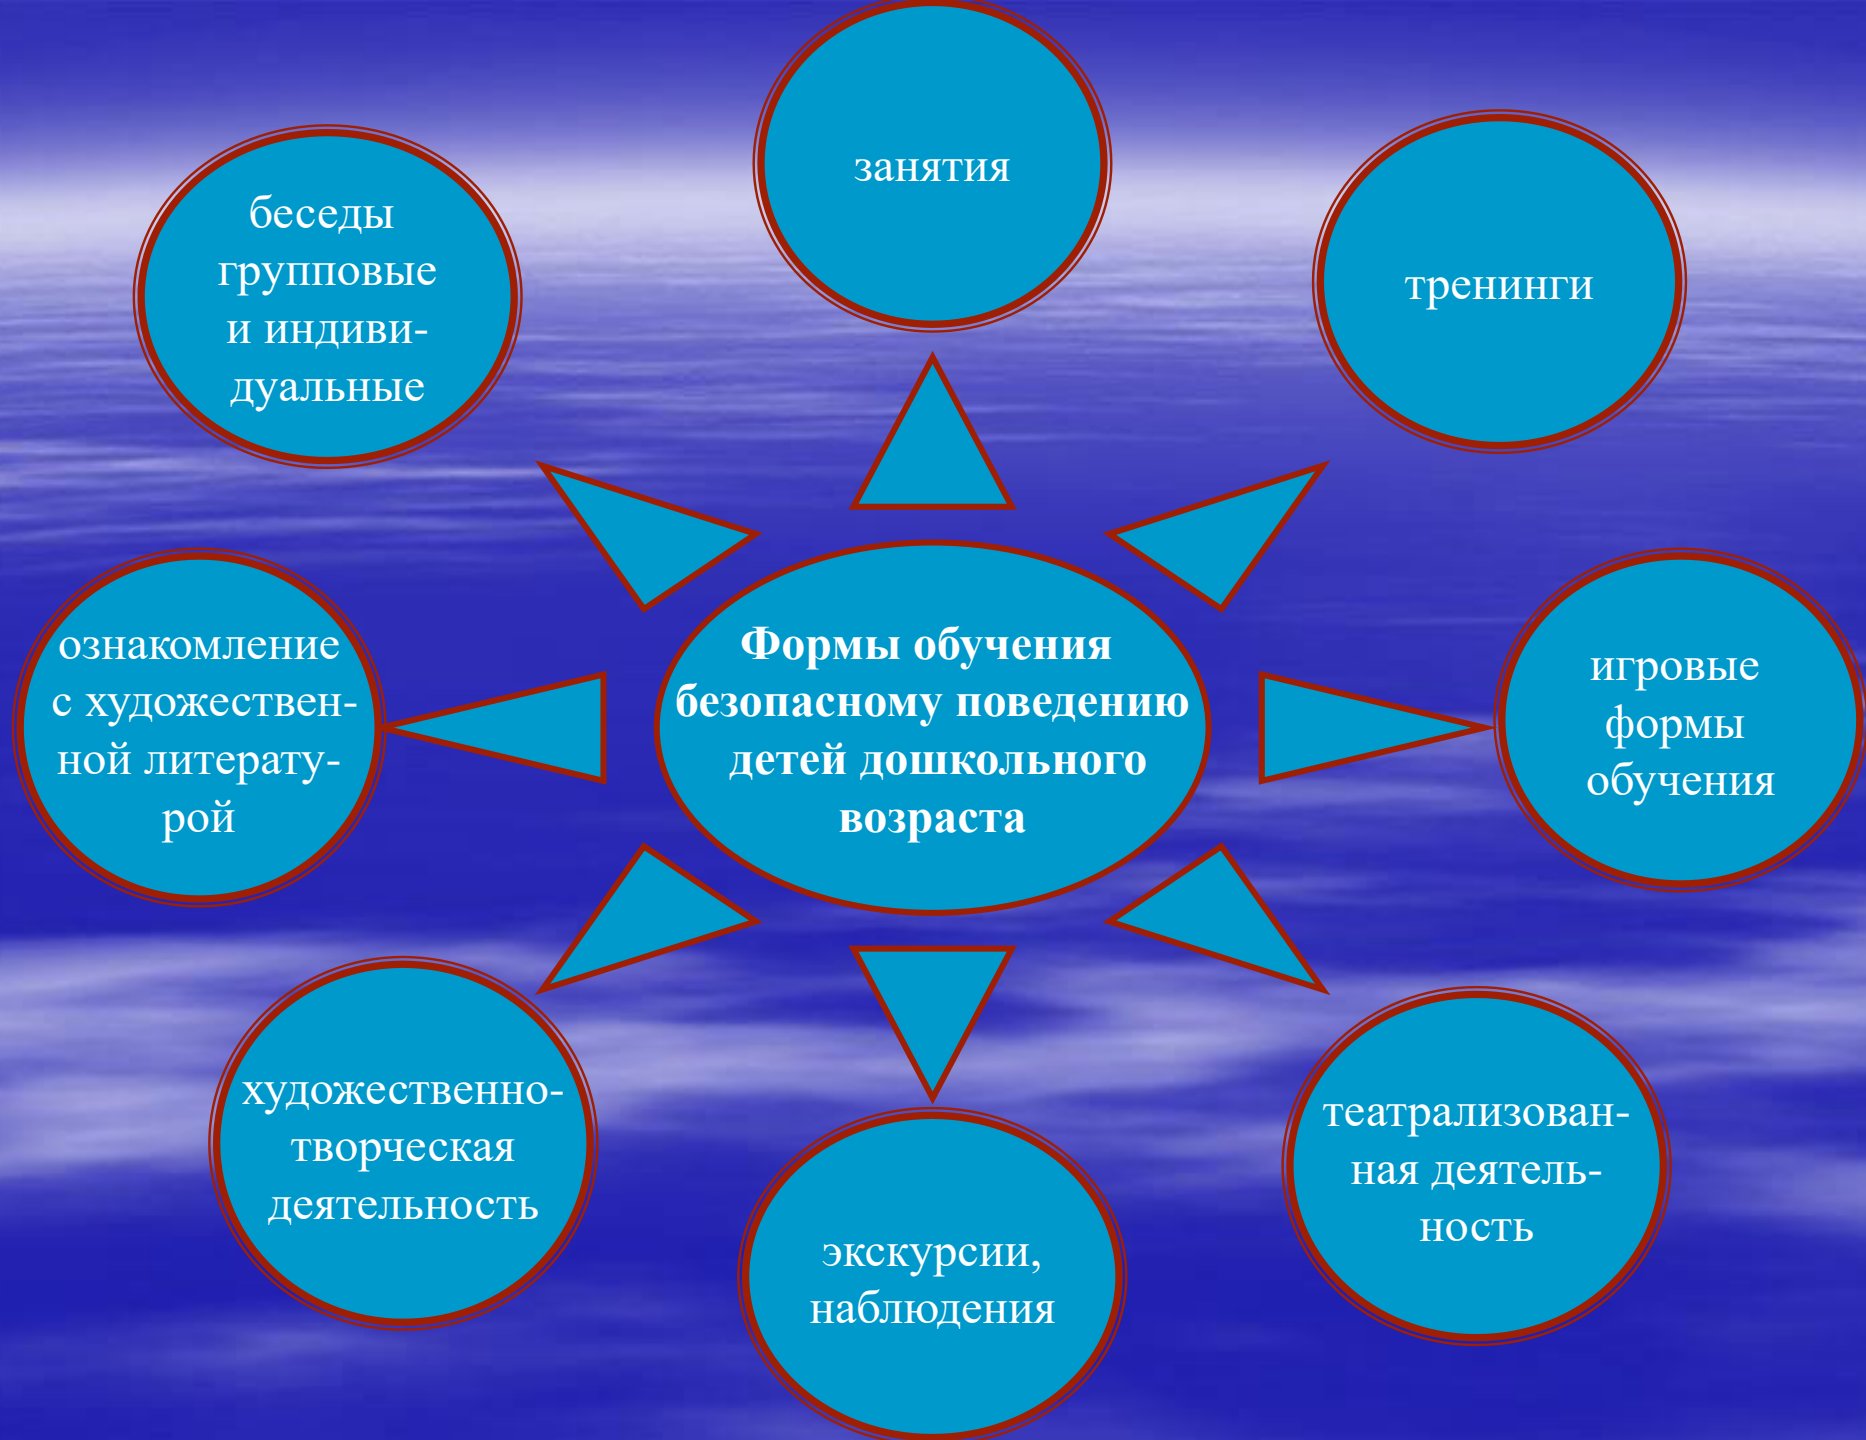 занятия
беседы
групповые
и индиви-
дуальные
тренинги
ознакомление
с художествен-
ной литерату-
рой
Формы обучения
безопасному поведению
детей дошкольного
возраста
игровые
формы
обучения
художественно-
творческая
деятельность
экскурсии,
наблюдения
театрализован-
ная деятель-
ность